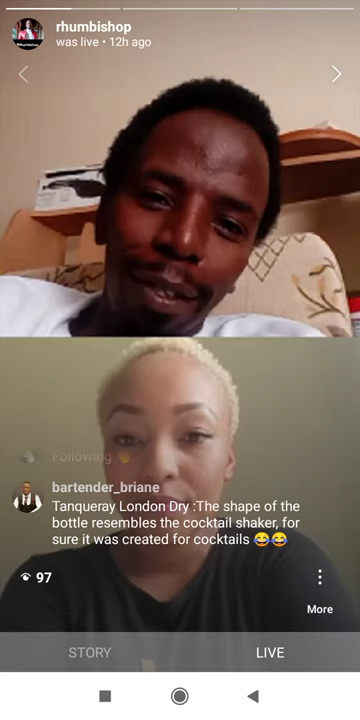 rhumbishop
was live • 12h ago
Following 👋
bartender_briane
Tanqueray London Dry :The shape of the
bottle resembles the cocktail shaker, for
sure it was created for cocktails 😂😂
97
More
STORY
LIVE